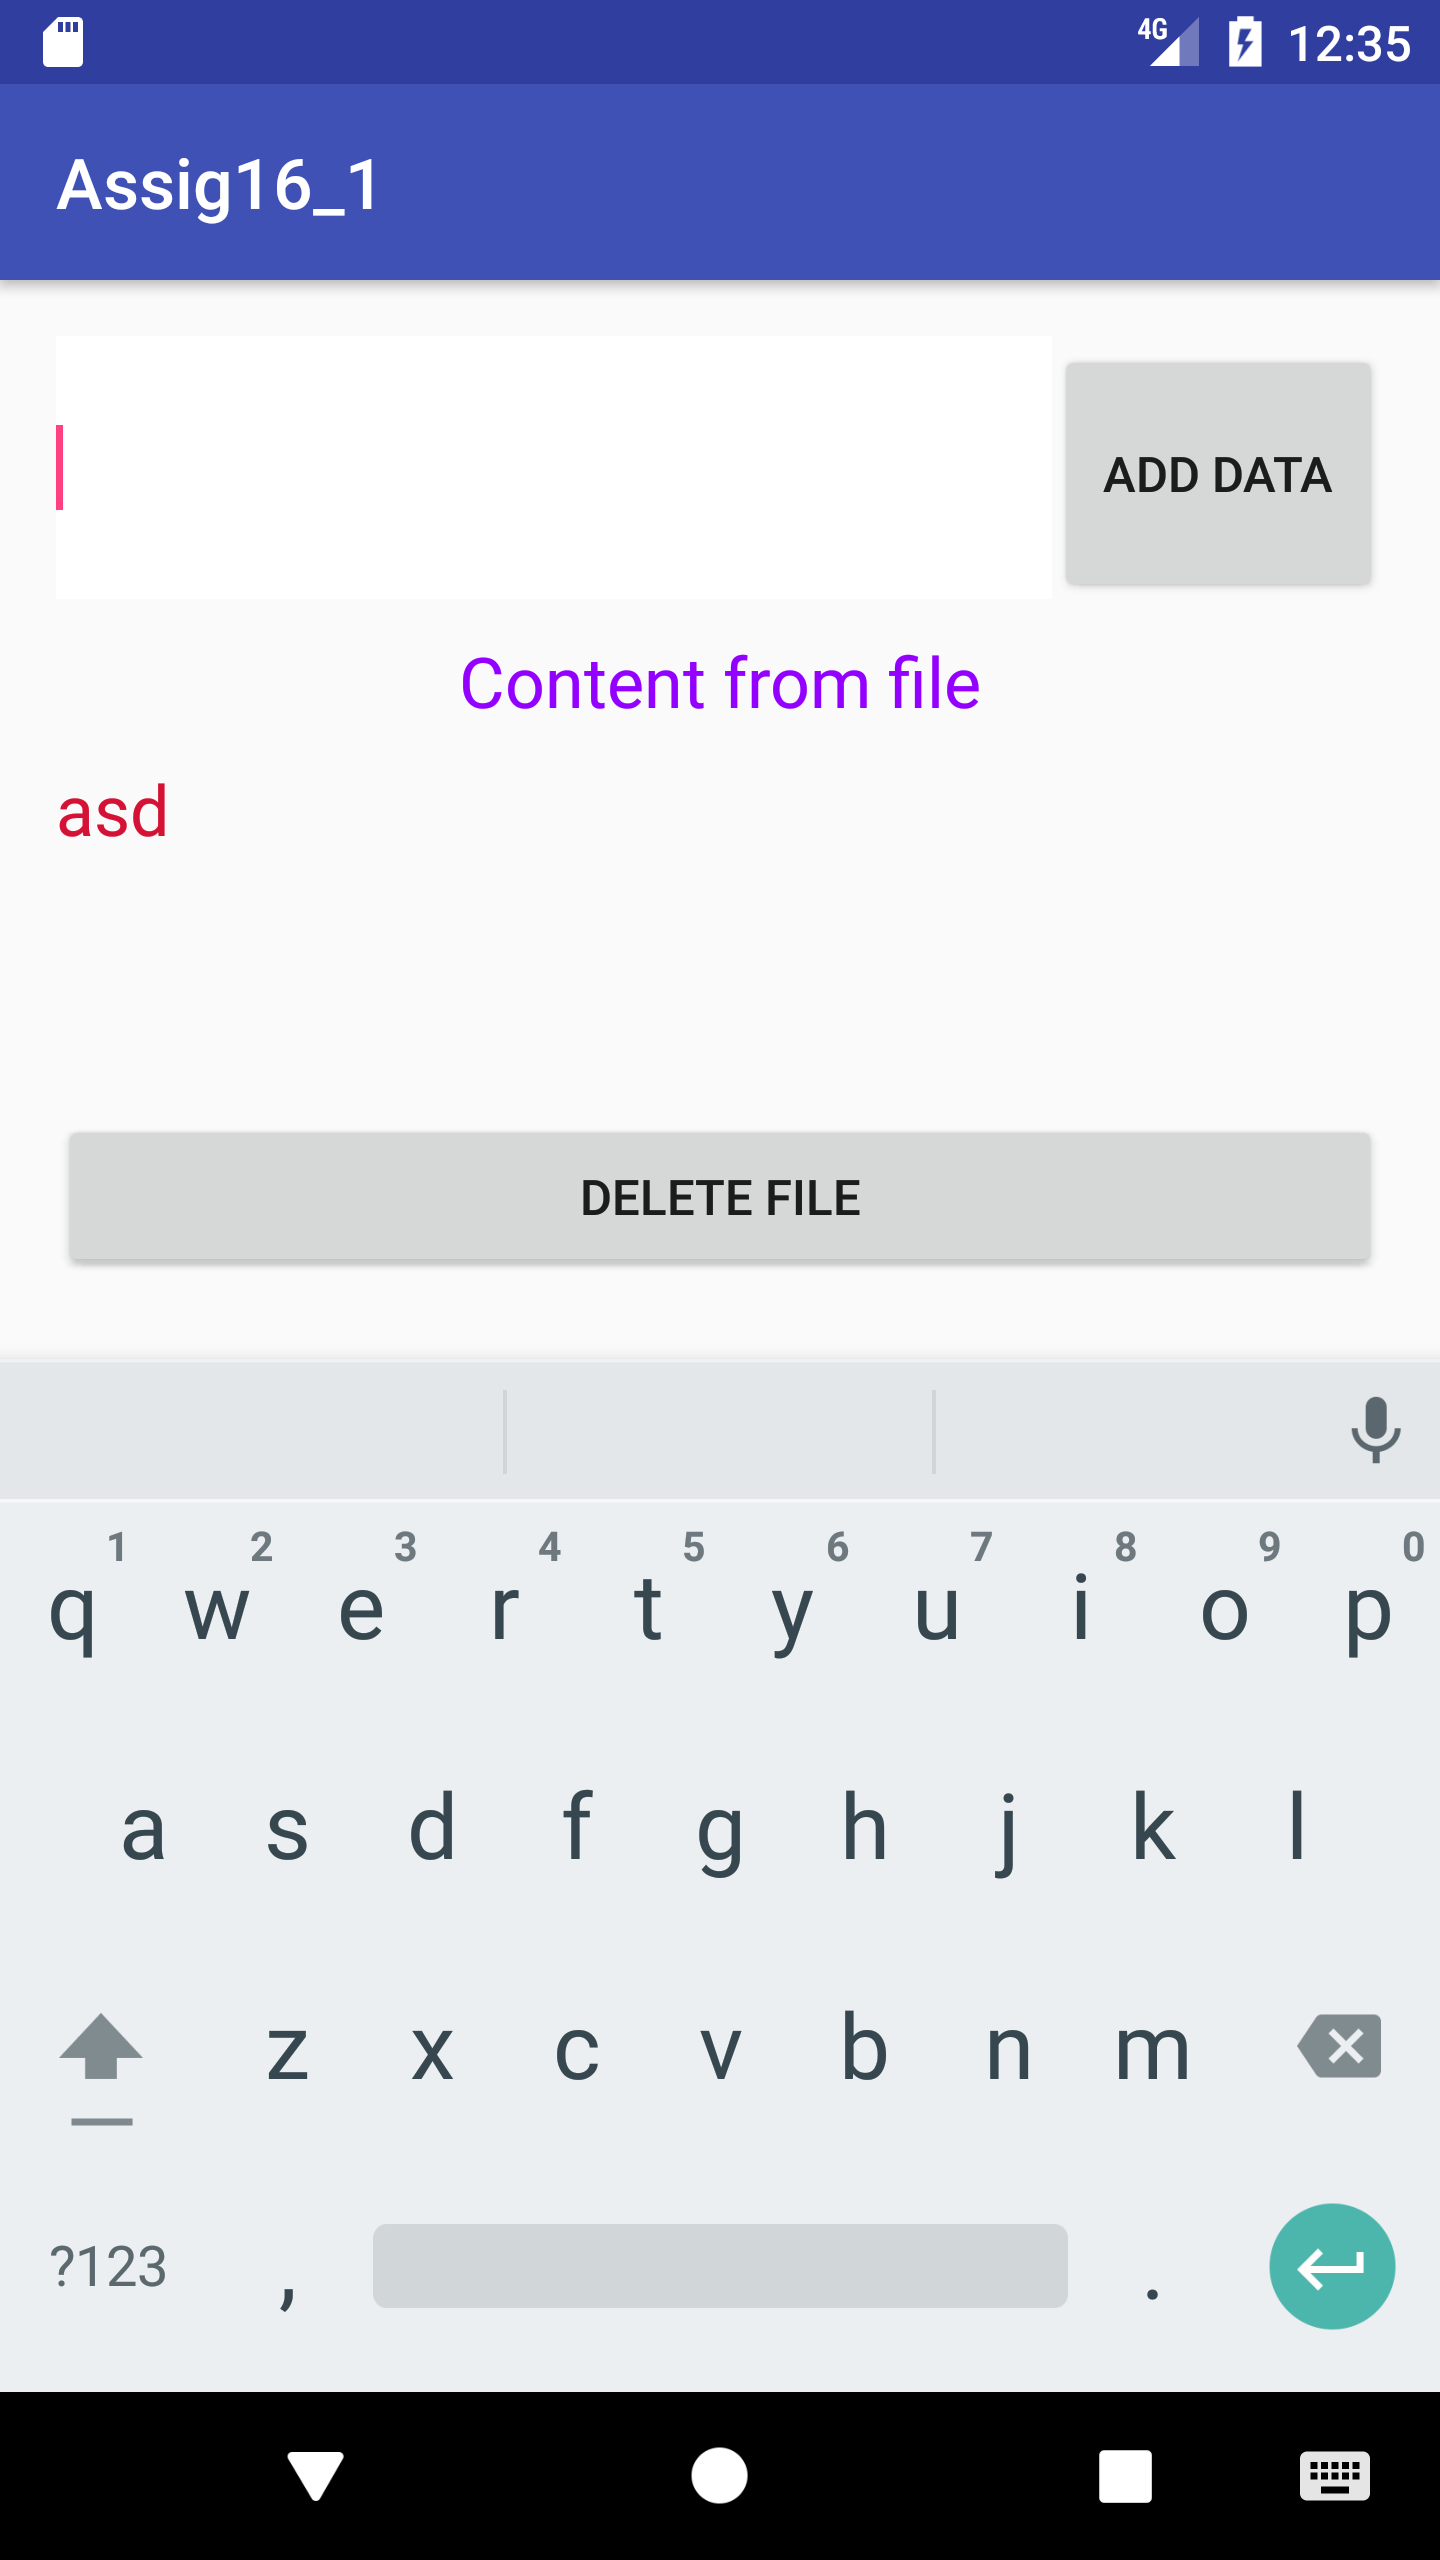 4G 12:35
Assig16_1
ADD DATA
Content from file
asd
DELETE FILE
1 2 3 4 5 6 7 8 9 0
q w e r t y u i o p
a s d f g h j k l
z x c v b n m
?123 , .